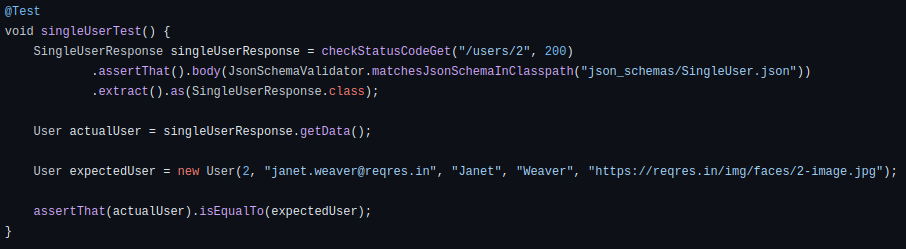 @Test
void singleUserTest() {
    SingleUserResponse singleUserResponse = checkStatusCodeGet("/users/2", 200)
            .assertThat().body(JsonSchemaValidator.matchesJsonSchemaInClasspath("json_schemas/SingleUser.json"))
            .extract().as(SingleUserResponse.class);

    User actualUser = singleUserResponse.getData();

    User expectedUser = new User(2, "janet.weaver@reqres.in", "Janet", "Weaver", "https://reqres.in/img/faces/2-image.jpg");

    assertThat(actualUser).isEqualTo(expectedUser);
}